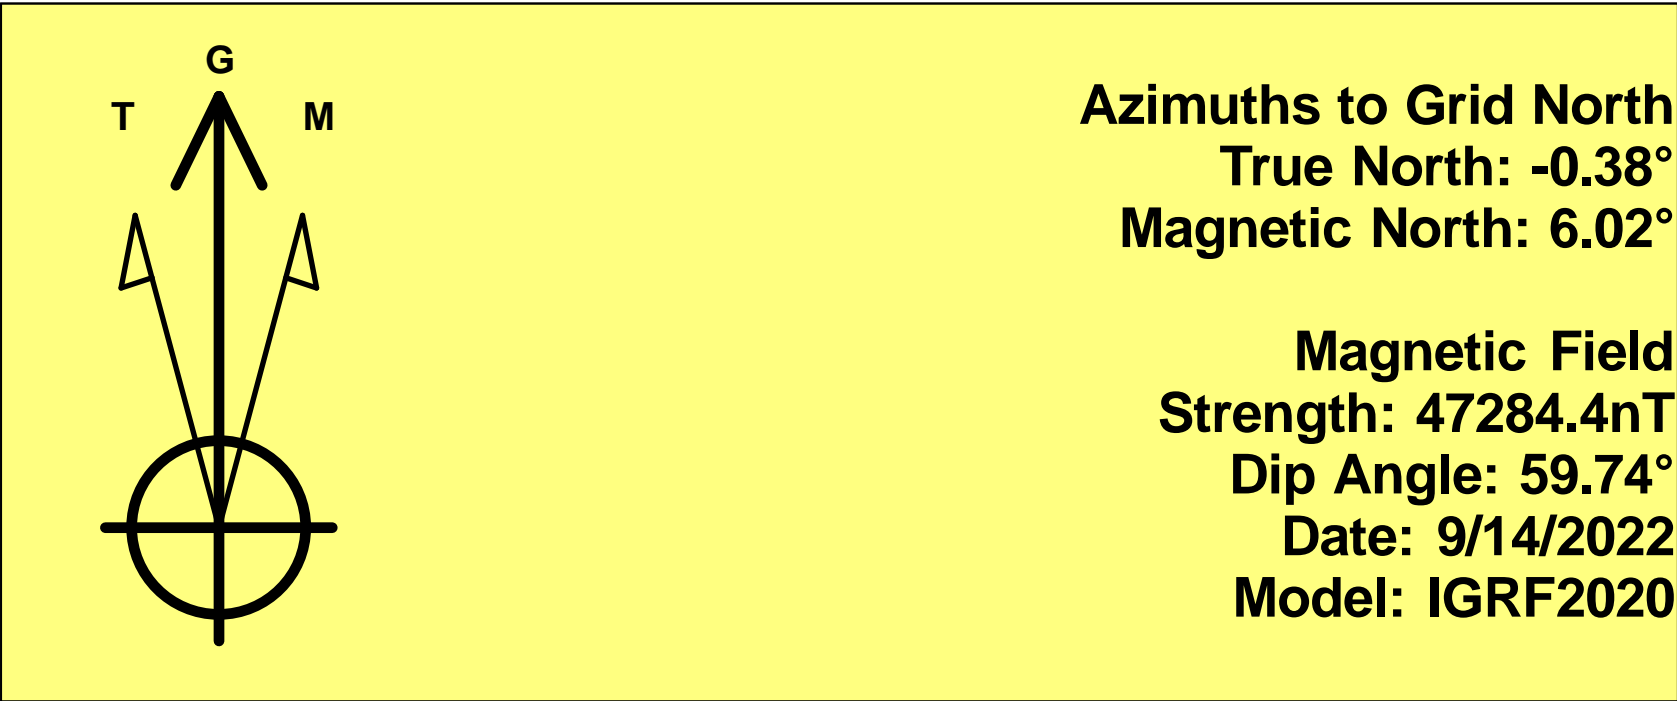 G
T
M
Azimuths to Grid North
True North: -0.38°
Magnetic North: 6.02°
Magnetic Field
Strength: 47284.4nT
Dip Angle: 59.74°
Date: 9/14/2022
Model: IGRF2020